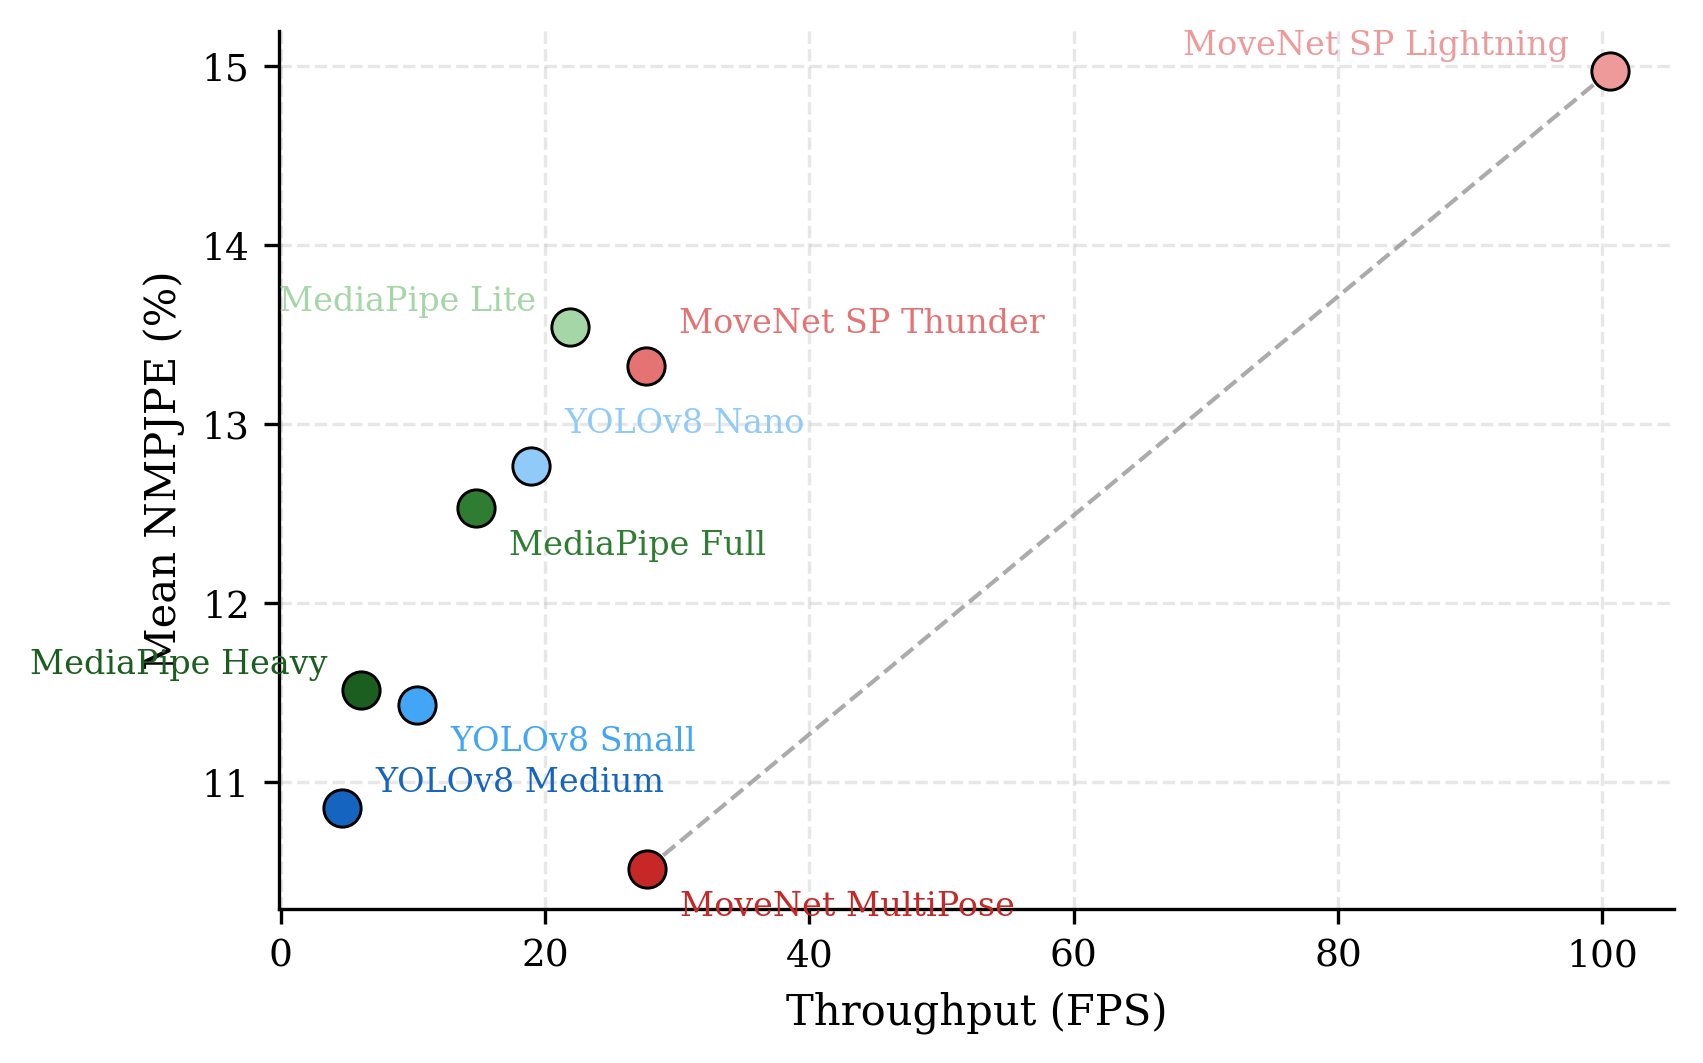 MoveNet SP Lightning
15
14
MediaPipe Lite
MoveNet SP Thunder
YOLOv8 Nano
13
MediaPipe Full
Mean NMPJPE (%)
12
MediaPipe Heavy
YOLOv8 Small
YOLOv8 Medium
11
MoveNet MultiPose
0 20 40 60 80 100
Throughput (FPS)